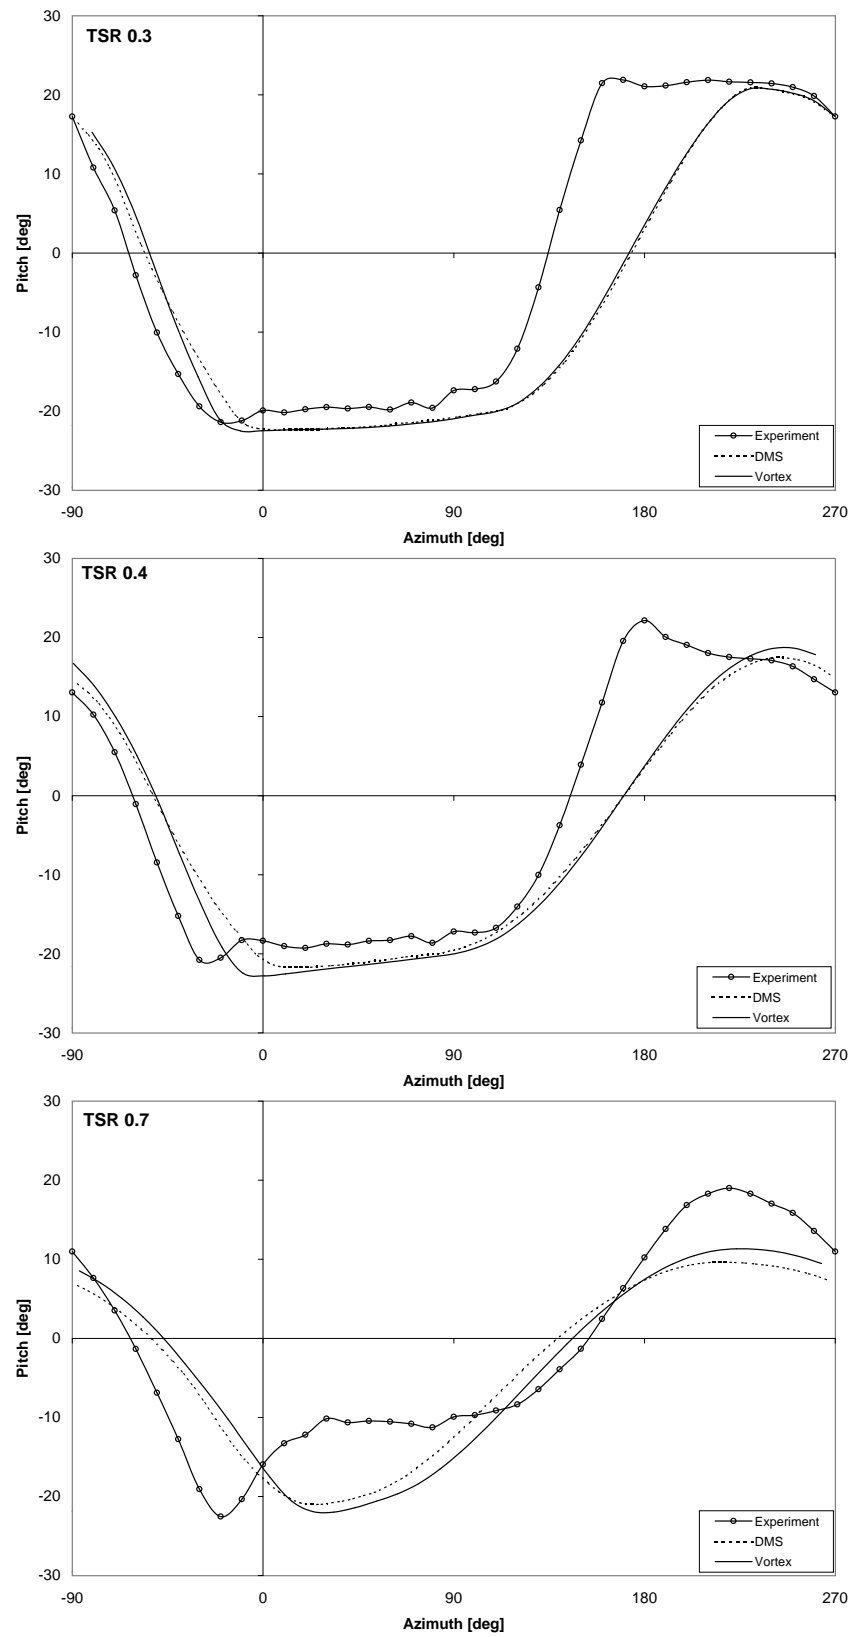 TSR 0.3
30
20
10
0
-10
-20
-30
Pitch [deg]
-90 0 90 180 270
Azimuth [deg]
Experiment
DMS
Vortex
TSR 0.4
30
20
10
0
-10
-20
-30
Pitch [deg]
-90 0 90 180 270
Azimuth [deg]
Experiment
DMS
Vortex
TSR 0.7
30
20
10
0
-10
-20
-30
Pitch [deg]
-90 0 90 180 270
Azimuth [deg]
Experiment
DMS
Vortex